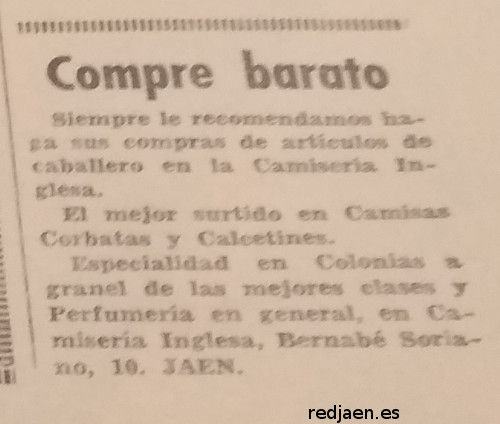 Compre barato
Siempre le recomendamos ha-
ga sus compras de artículos de
caballero en la Camisería In-
glesa.
El mejor surtido en Camisas
Corbatas y Calcetines.
Especialidad en Colonias a
granel de las mejores clases y
Perfumería en general, en Ca-
misería Inglesa, Bernabé Soria-
no, 10. JAEN.
redjaen.es